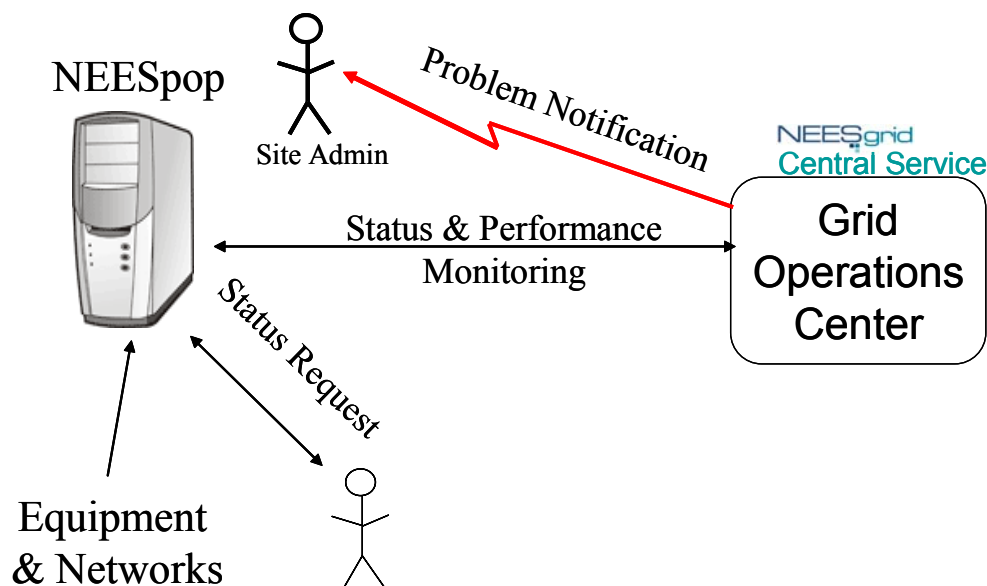 NEESpop
Site Admin
Problem Notification
NEESgrid
Central Service
Grid
Operations
Center
Status & Performance
Monitoring
Status Request
Equipment
& Networks